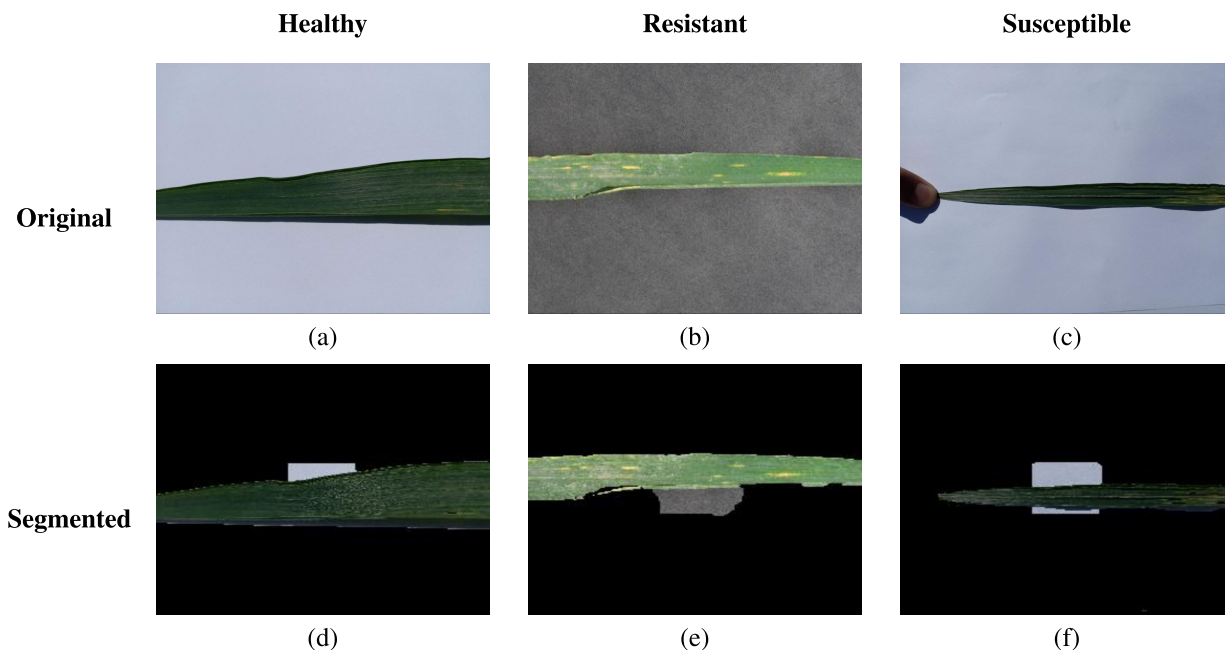 Healthy Resistant Susceptible
Original
(a) (b) (c)
Segmented
(d) (e) (f)